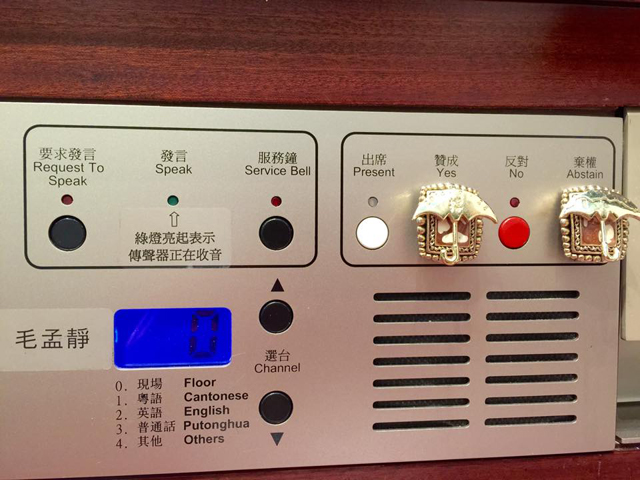 要求發言
Request To
Speak
發言
Speak
服務鐘
Service Bell
⇧
綠燈亮起表示
傳聲器正在收音
出席
Present
贊成
Yes
反對
No
棄權
Abstain
毛孟靜
0
▲
選台
Channel
▼
0. 現場 Floor
1. 粵語 Cantonese
2. 英語 English
3. 普通話 Putonghua
4. 其他 Others